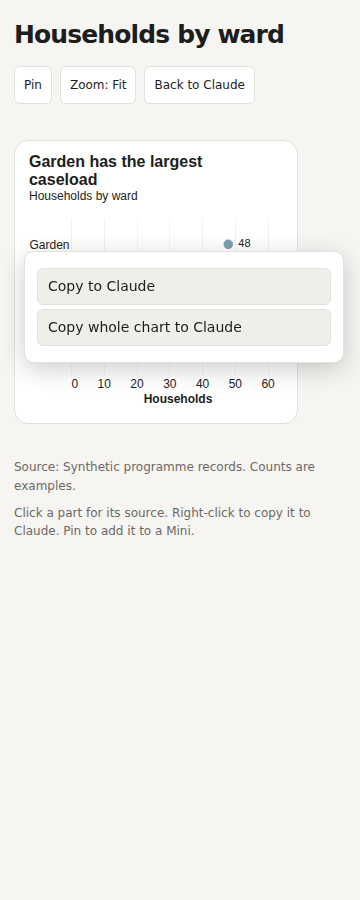 Households by ward
Pin
Zoom: Fit
Back to Claude
Garden has the largest
caseload
Households by ward
Garden
48
Copy to Claude
Copy whole chart to Claude
0 10 20 30 40 50 60
Households
Source: Synthetic programme records. Counts are
examples.
Click a part for its source. Right-click to copy it to
Claude. Pin to add it to a Mini.